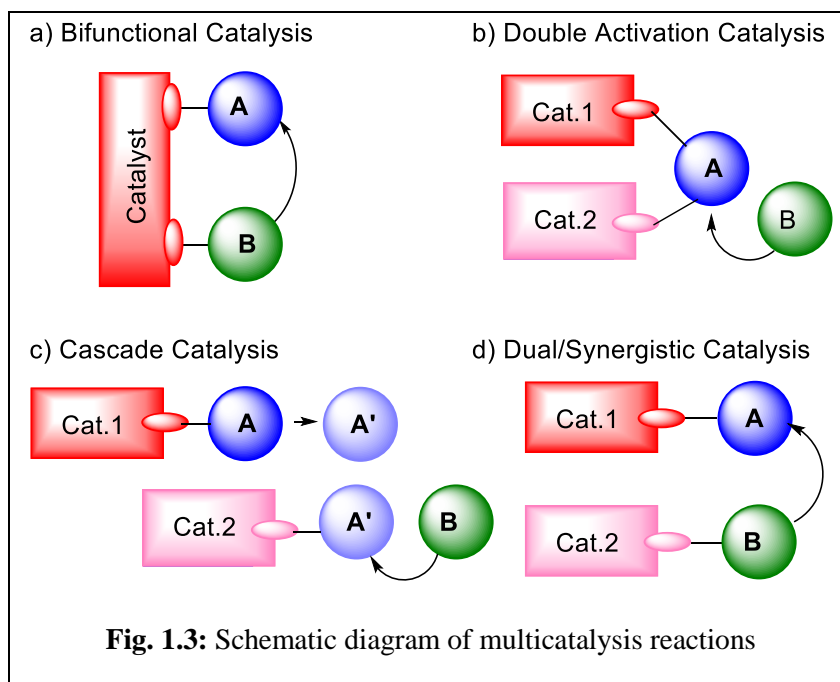 a) Bifunctional Catalysis
Catalyst
A
B
b) Double Activation Catalysis
Cat.1
A
Cat.2
B
c) Cascade Catalysis
Cat.1
A
A'
Cat.2
A'
B
d) Dual/Synergistic Catalysis
Cat.1
A
Cat.2
B
Fig. 1.3: Schematic diagram of multicatalysis reactions